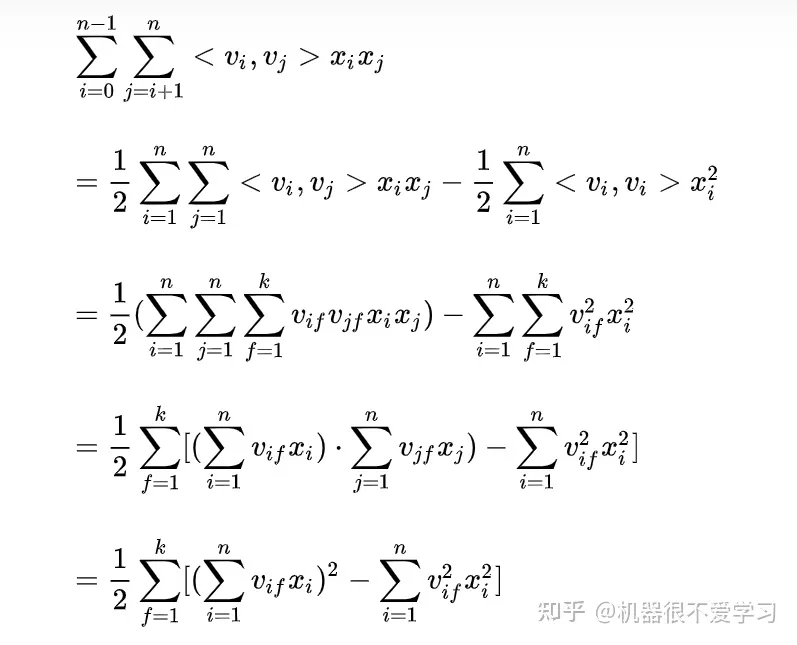 $\sum_{i=0}^{n-1} \sum_{j=i+1}^{n} < v_i, v_j > x_i x_j$
$= \frac{1}{2} \sum_{i=1}^{n} \sum_{j=1}^{n} < v_i, v_j > x_i x_j - \frac{1}{2} \sum_{i=1}^{n} < v_i, v_i > x_i^2$
$= \frac{1}{2} ( \sum_{i=1}^{n} \sum_{j=1}^{n} \sum_{f=1}^{k} v_{if} v_{jf} x_i x_j ) - \sum_{i=1}^{n} \sum_{f=1}^{k} v_{if}^2 x_i^2$
$= \frac{1}{2} \sum_{f=1}^{k} [ ( \sum_{i=1}^{n} v_{if} x_i ) \cdot \sum_{j=1}^{n} v_{jf} x_j ) - \sum_{i=1}^{n} v_{if}^2 x_i^2 ]$
$= \frac{1}{2} \sum_{f=1}^{k} [ ( \sum_{i=1}^{n} v_{if} x_i )^2 - \sum_{i=1}^{n} v_{if}^2 x_i^2 ]$
知乎 @机器很不爱学习